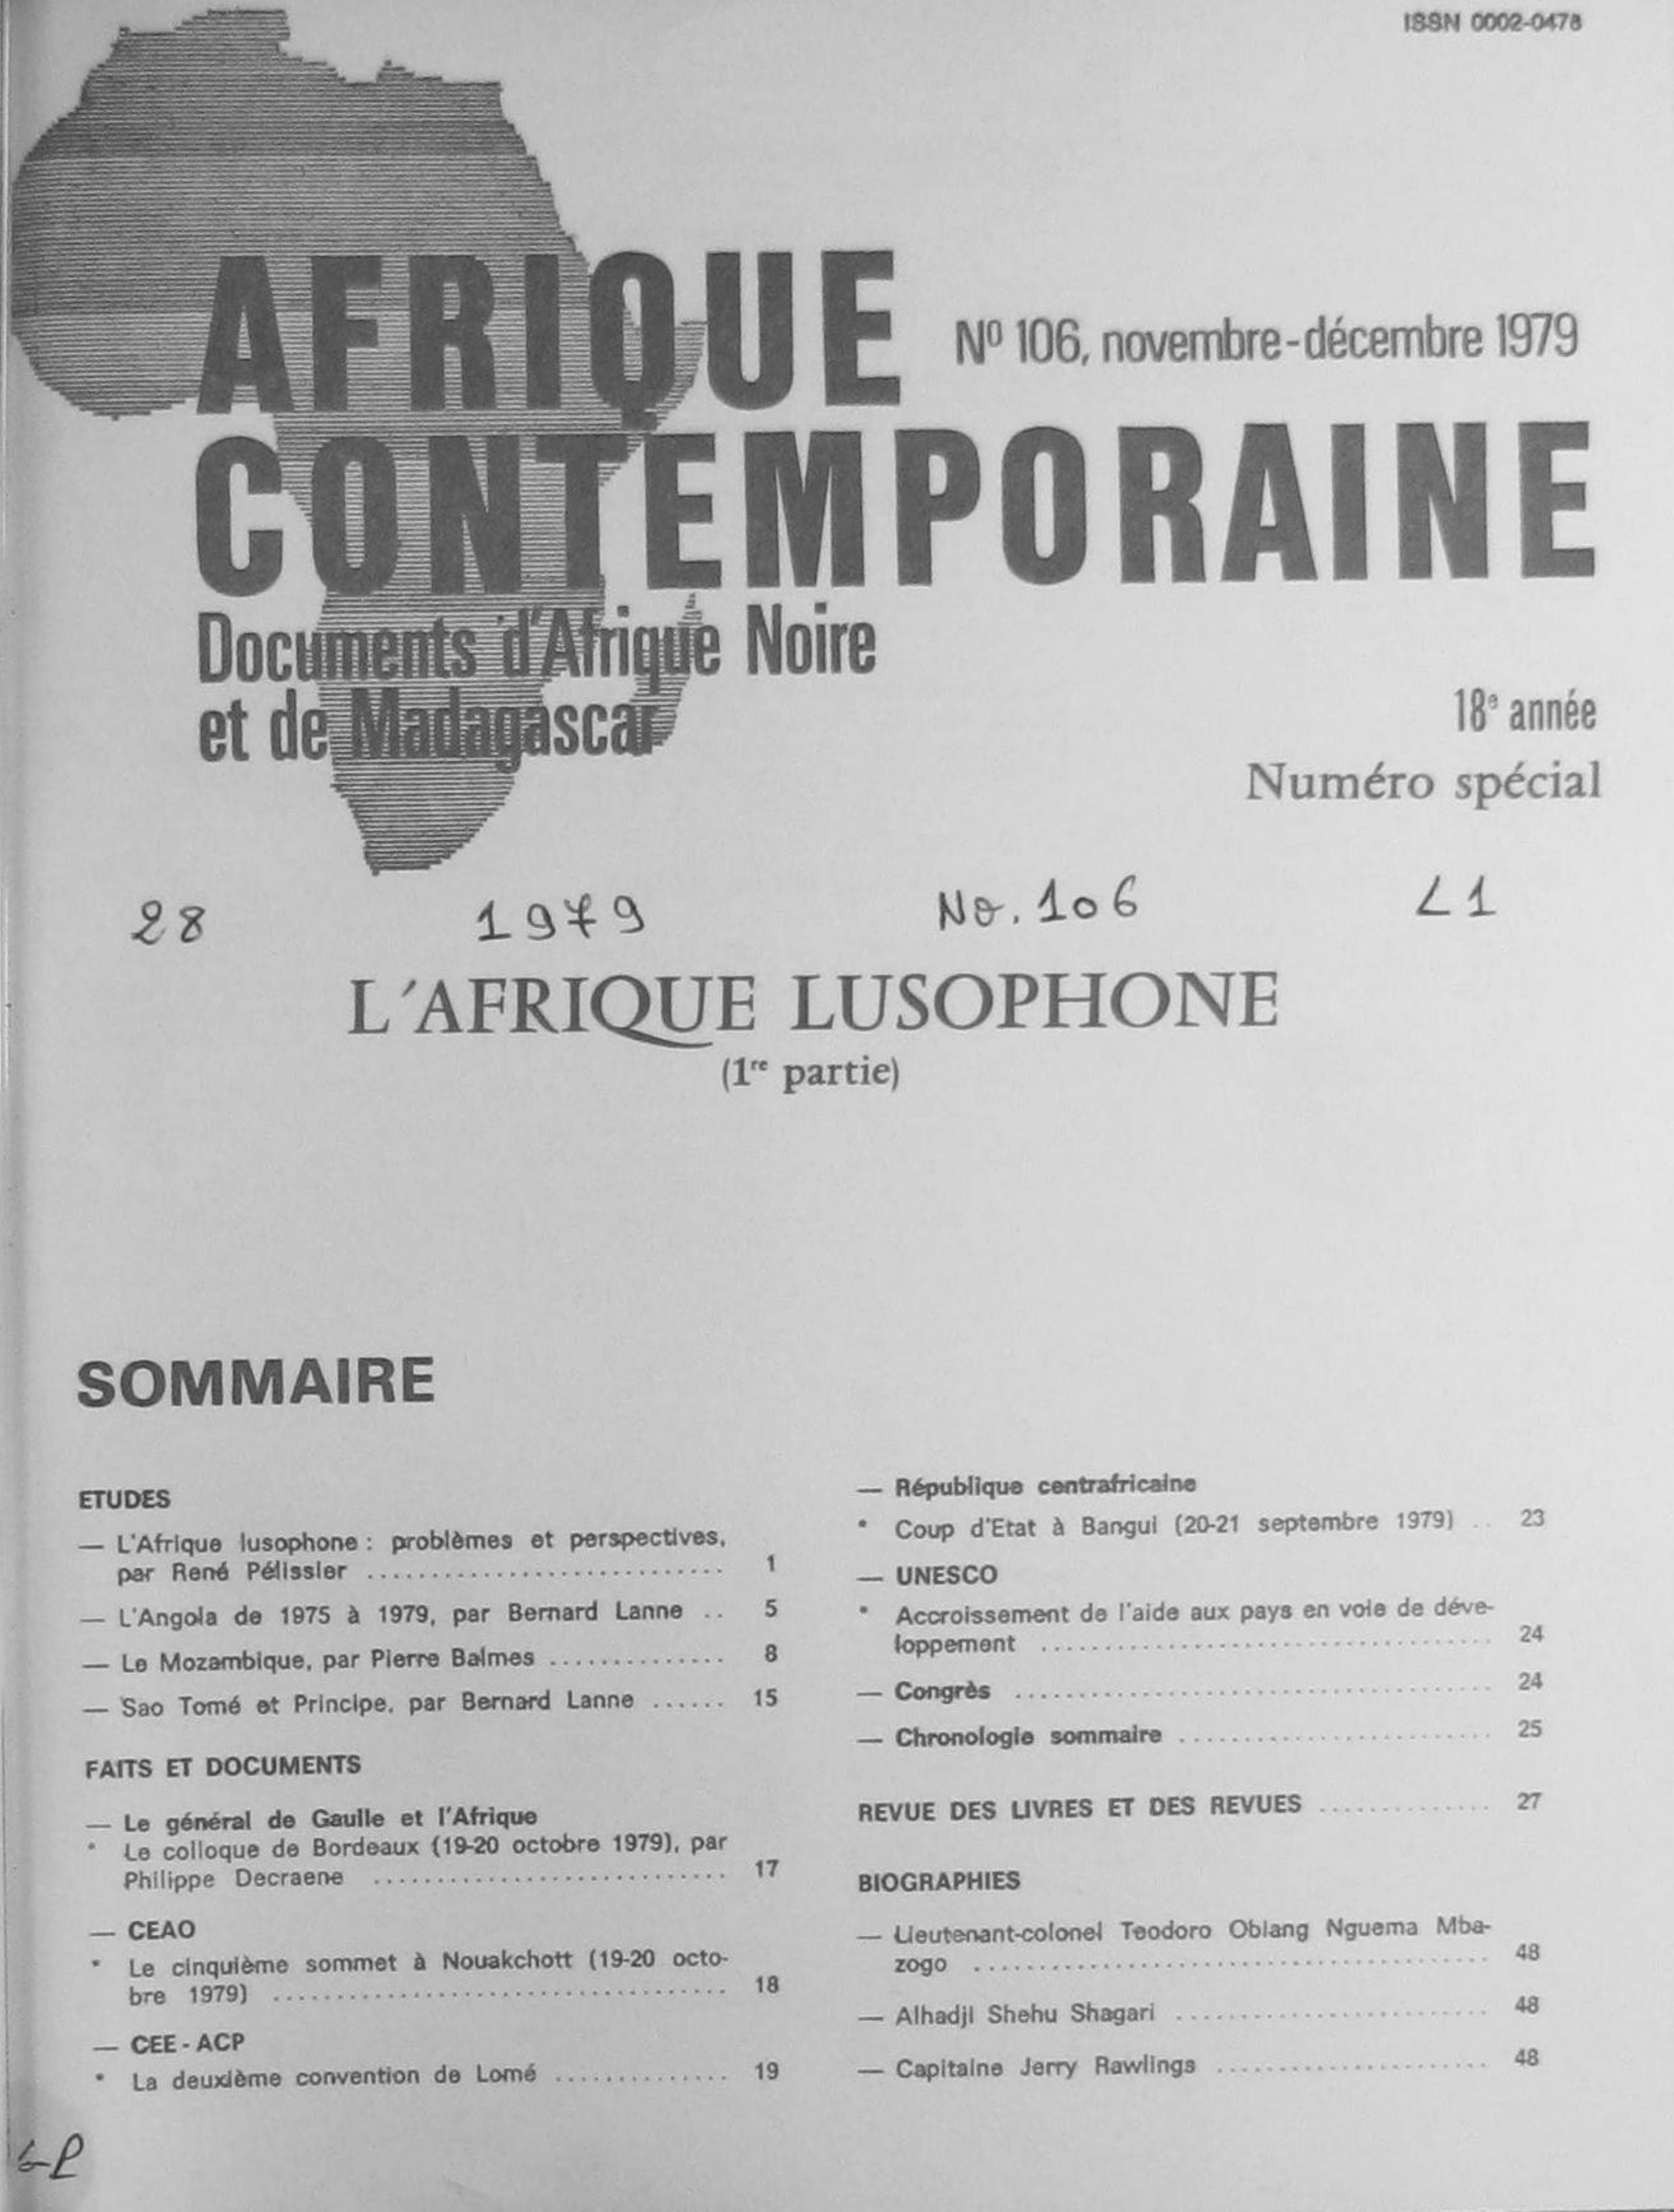 ISSN 0002-0478
AFRIQUE
Nº 106, novembre-décembre 1979
CONTEMPORAINE
Documents d'Afrique Noire
et de Madagascar
18e année
Numéro spécial
28 1979 No. 106 L1
L'AFRIQUE LUSOPHONE
(1re partie)
SOMMAIRE
ETUDES
— L'Afrique lusophone : problèmes et perspectives,
par René Pélissier .......................... 1
— L'Angola de 1975 à 1979, par Bernard Lanne .. 5
— Le Mozambique, par Pierre Balmes .............. 8
— Sao Tomé et Principe, par Bernard Lanne ...... 15
FAITS ET DOCUMENTS
— Le général de Gaulle et l'Afrique
* Le colloque de Bordeaux (19-20 octobre 1979), par
Philippe Decraene .......................... 17
— CEAO
* Le cinquième sommet à Nouakchott (19-20 octo-
bre 1979) .................................. 18
— CEE - ACP
* La deuxième convention de Lomé .............. 19
— République centrafricaine
* Coup d'Etat à Bangui (20-21 septembre 1979) .. 23
— UNESCO
* Accroissement de l'aide aux pays en voie de déve-
loppement .................................. 24
— Congrès .................................... 24
— Chronologie sommaire ........................ 25
REVUE DES LIVRES ET DES REVUES .............. 27
BIOGRAPHIES
— Lieutenant-colonel Teodoro Obiang Nguema Mba-
zogo ...................................... 48
— Alhadji Shehu Shagari ........................ 48
— Capitaine Jerry Rawlings ...................... 48